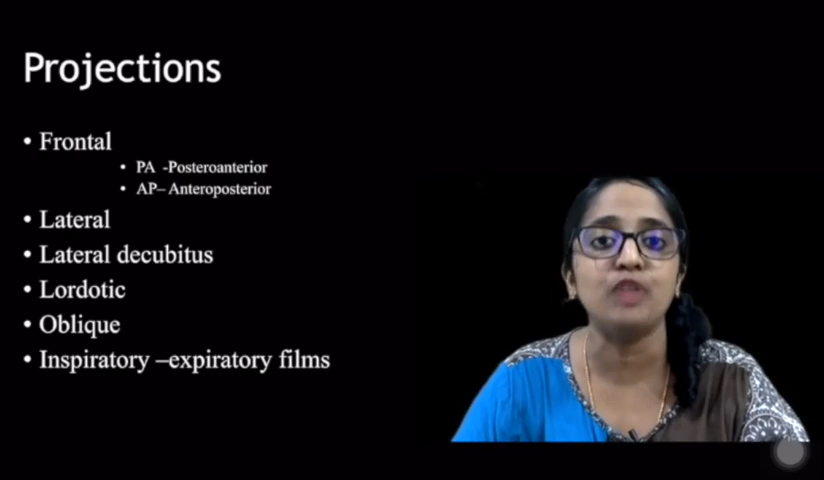 Projections
• Frontal
• PA -Posteroanterior
• AP– Anteroposterior
• Lateral
• Lateral decubitus
• Lordotic
• Oblique
• Inspiratory –expiratory films